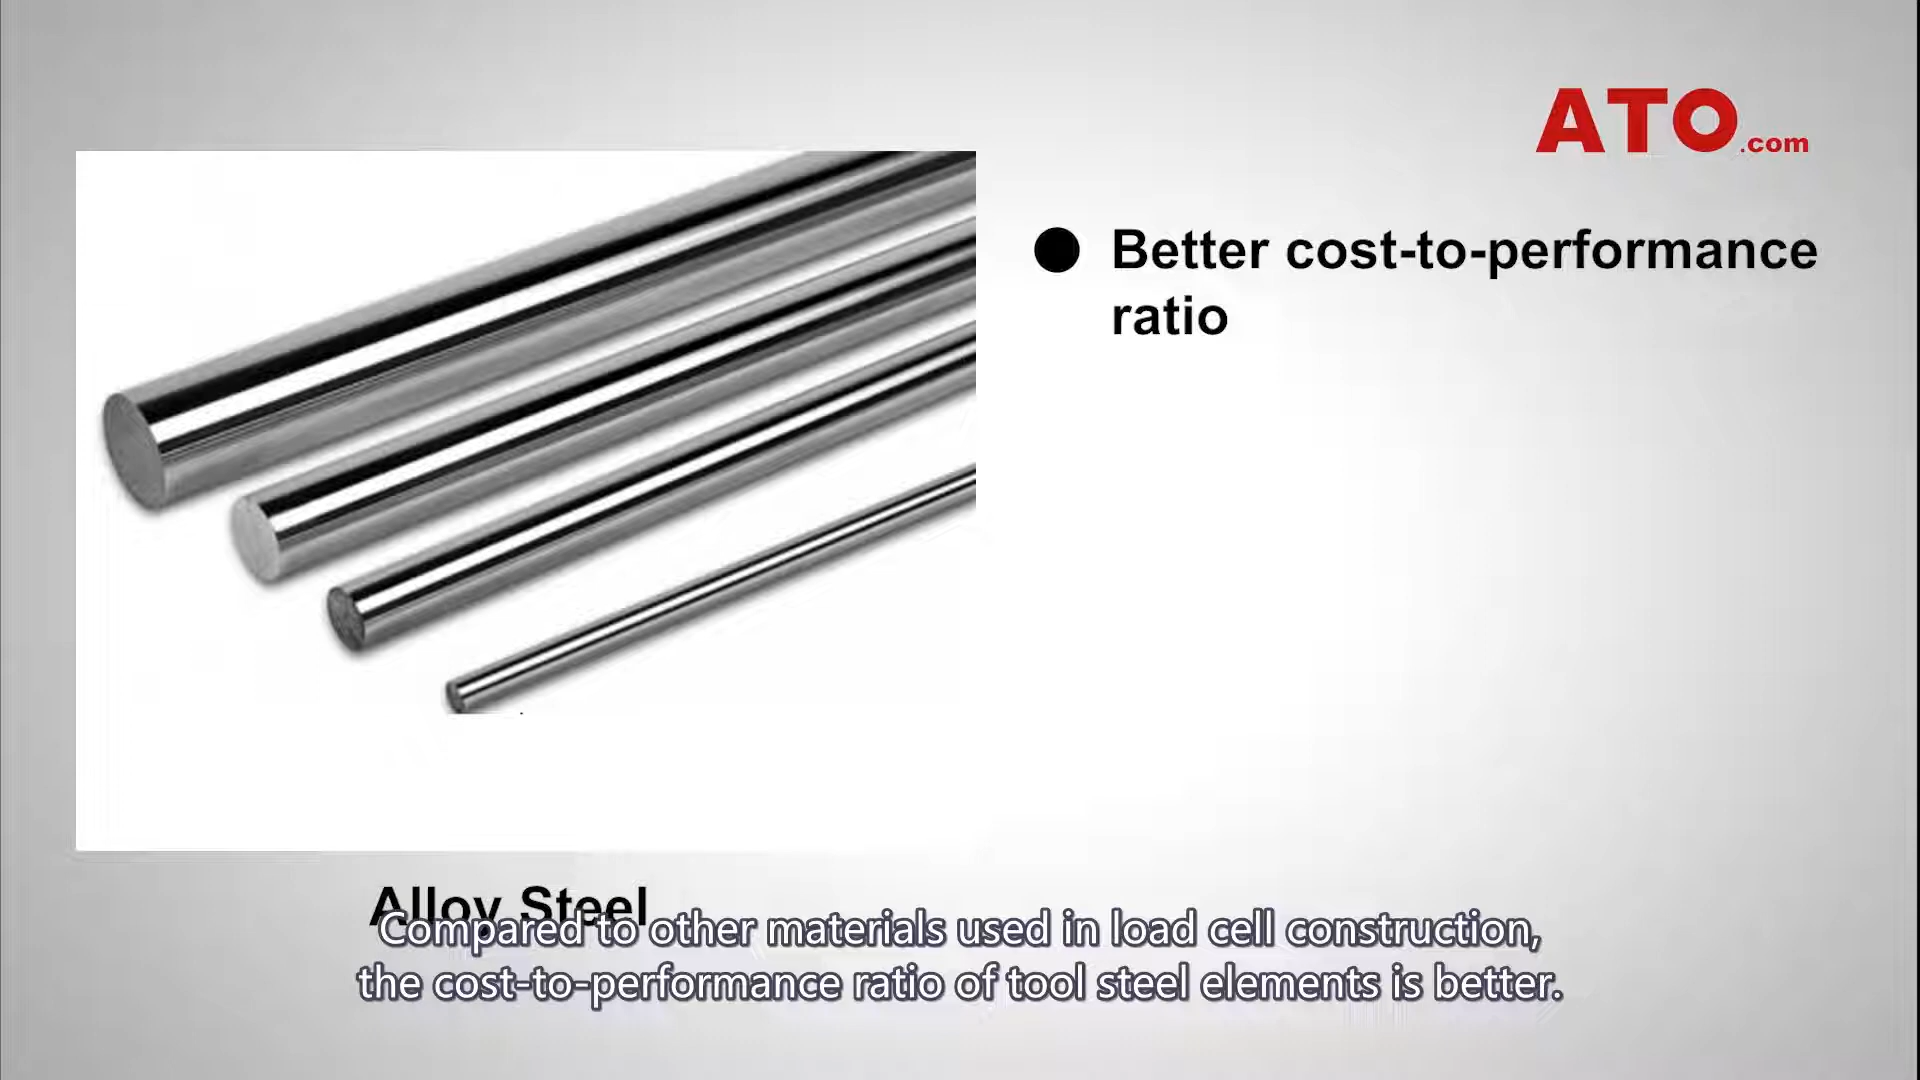 ATO.com
Better cost-to-performance
ratio
Alloy Steel
Compared to other materials used in load cell construction,
the cost-to-performance ratio of tool steel elements is better.